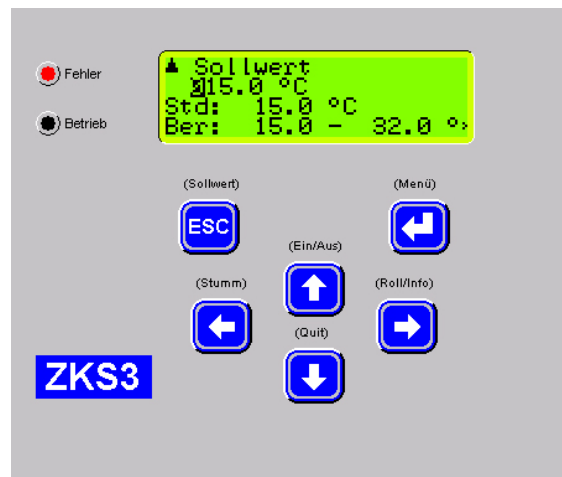 Fehler
Betrieb
Sollwert
015.0 °C
Std: 15.0 °C
Ber: 15.0 - 32.0 °
(Sollwert)
(Menü)
ESC
(Ein/Aus)
(Stumm)
(Roll/Info)
(Quit)
ZKS3